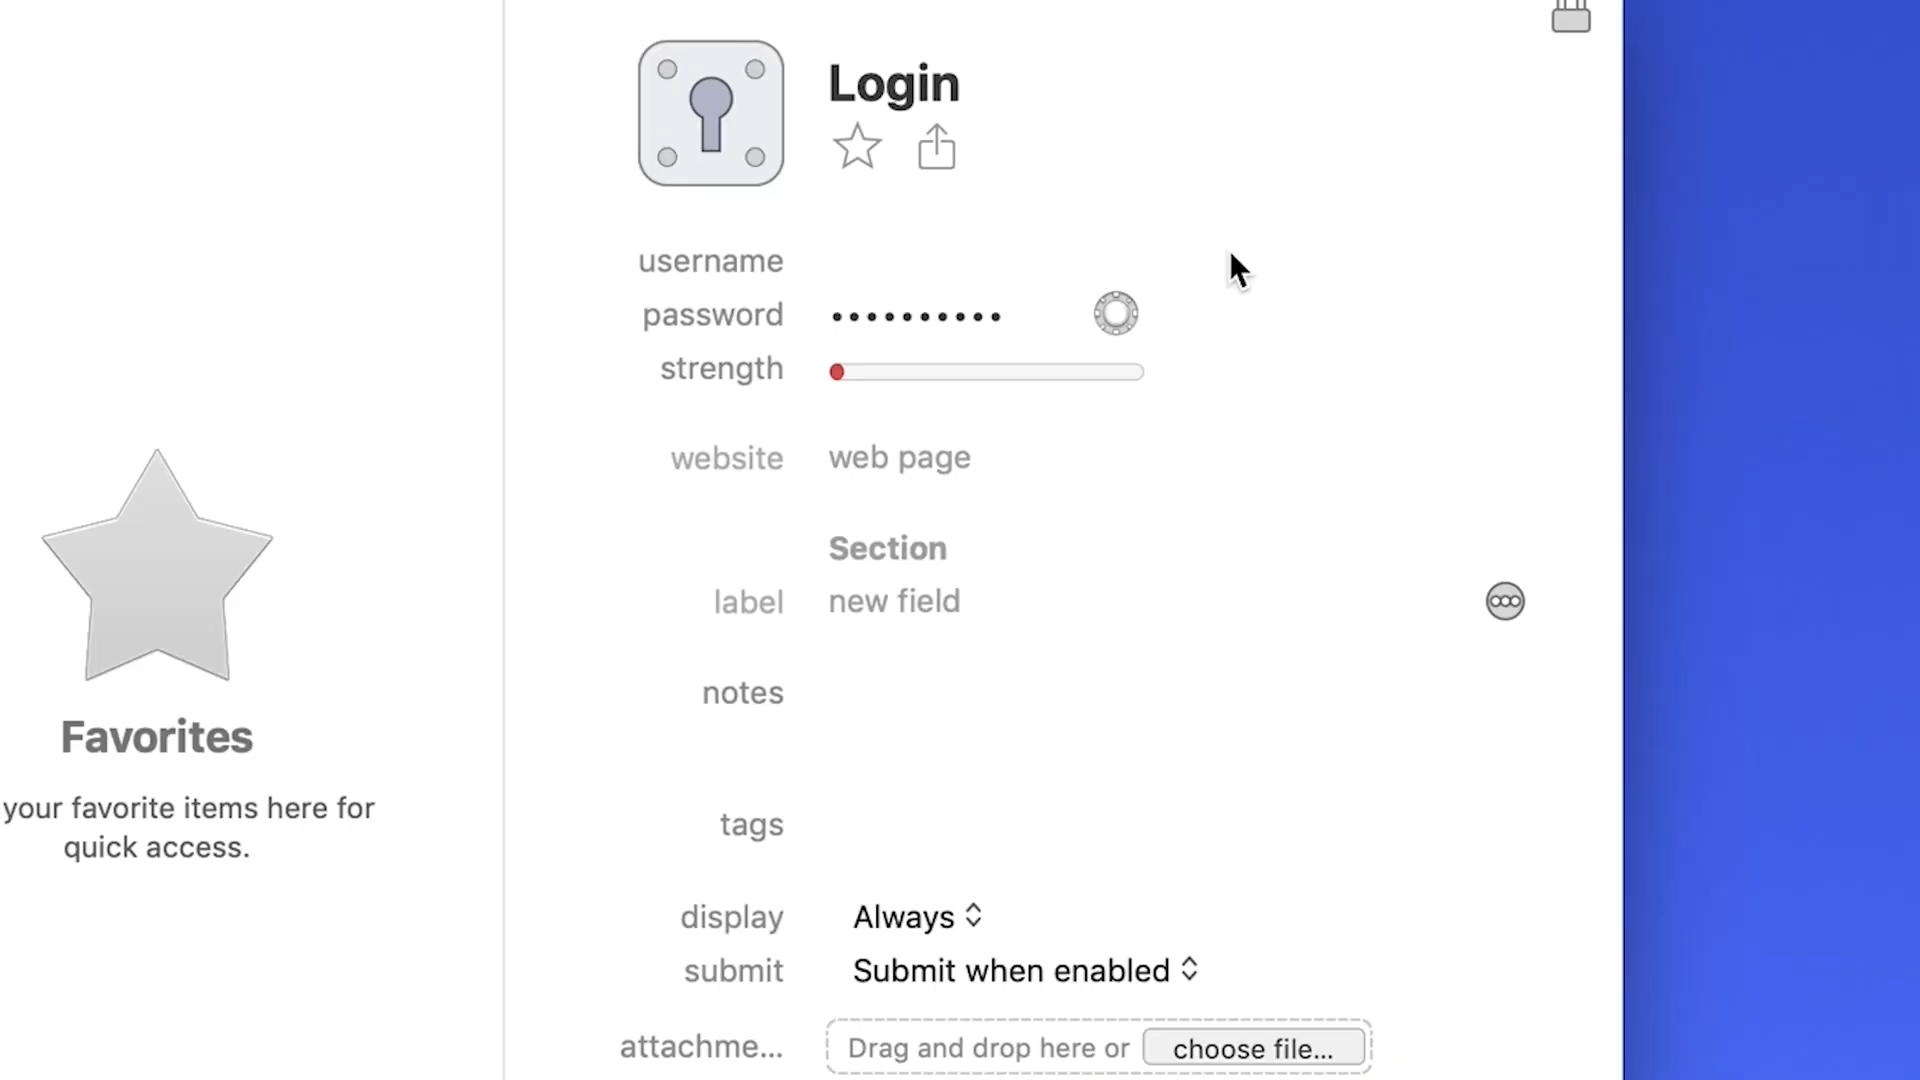 Login
username
password ••••••••••
strength
website web page
Section
label new field
notes
tags
display Always
submit Submit when enabled
attachme... Drag and drop here or choose file...
Favorites
your favorite items here for
quick access.